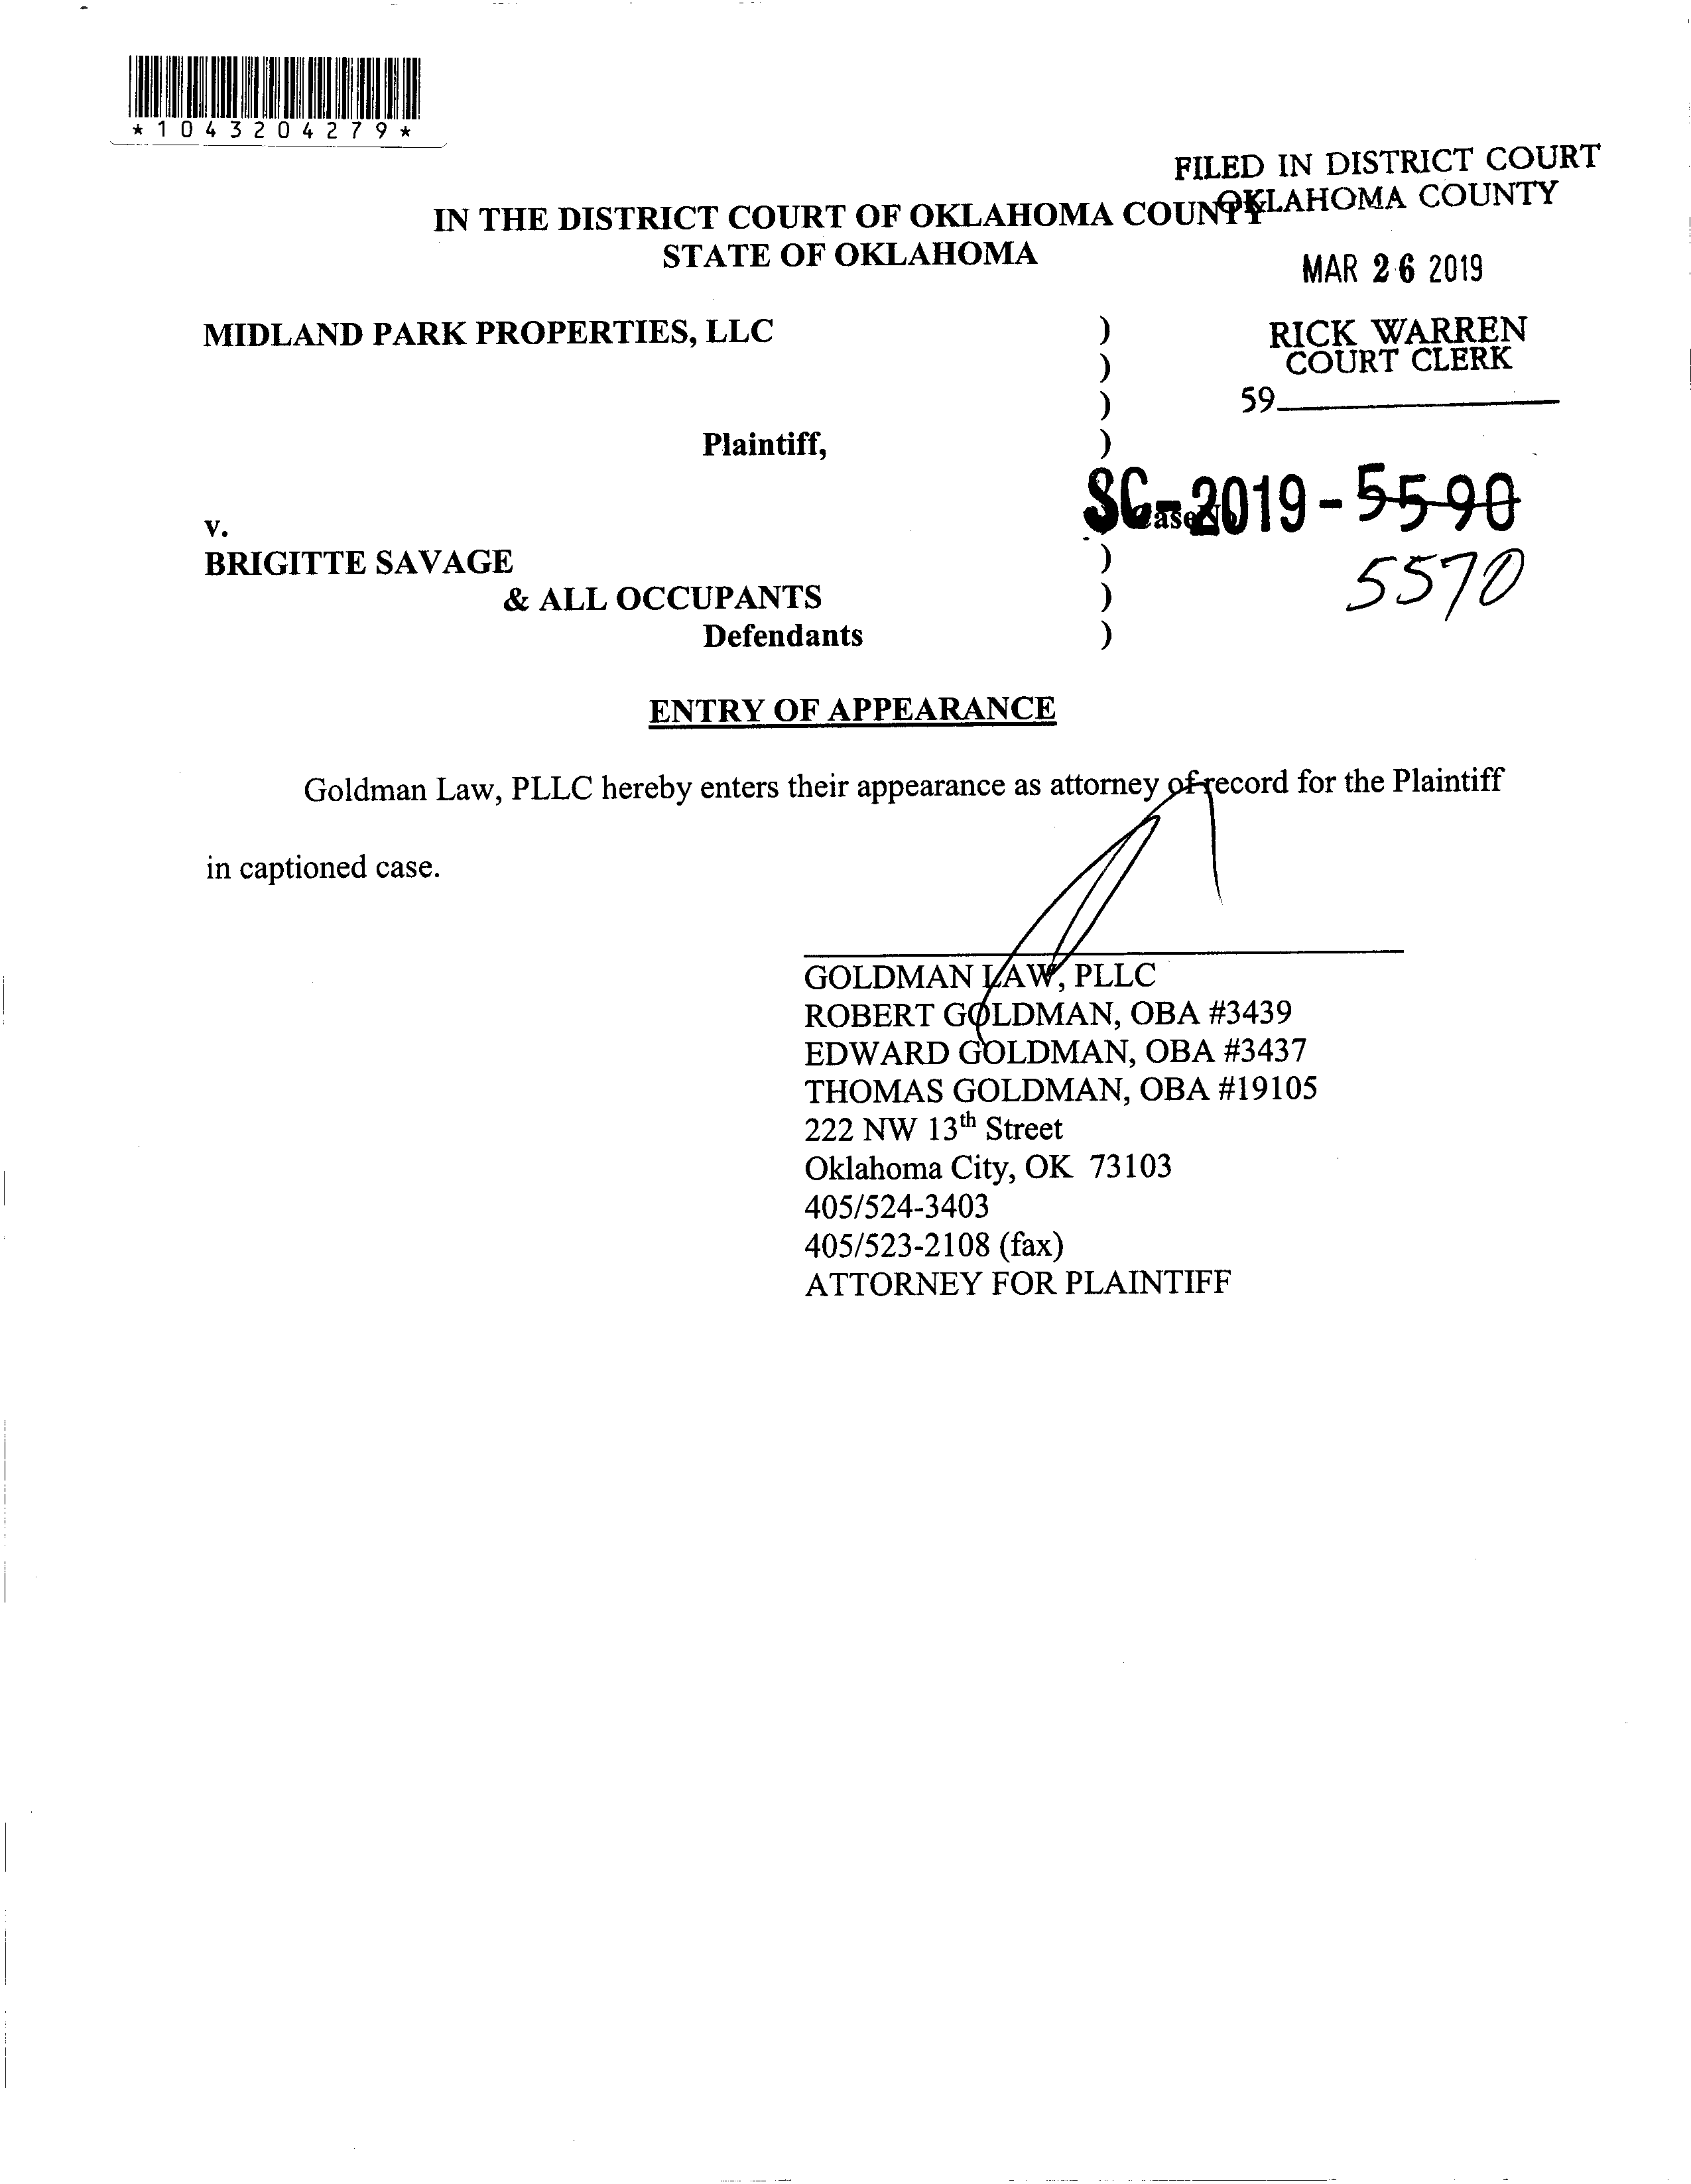 *1043204279*
FILED IN DISTRICT COURT
OKLAHOMA COUNTY
IN THE DISTRICT COURT OF OKLAHOMA COUNTY
STATE OF OKLAHOMA
MAR 26 2019
MIDLAND PARK PROPERTIES, LLC )
RICK WARREN
)
COURT CLERK
)
59
Plaintiff, )
SC-2019-5590
Case No
v.
BRIGITTE SAVAGE )
5570
& ALL OCCUPANTS )
Defendants )
ENTRY OF APPEARANCE
Goldman Law, PLLC hereby enters their appearance as attorney of record for the Plaintiff
in captioned case.
GOLDMAN LAW, PLLC
ROBERT GOLDMAN, OBA #3439
EDWARD GOLDMAN, OBA #3437
THOMAS GOLDMAN, OBA #19105
222 NW 13th Street
Oklahoma City, OK 73103
405/524-3403
405/523-2108 (fax)
ATTORNEY FOR PLAINTIFF